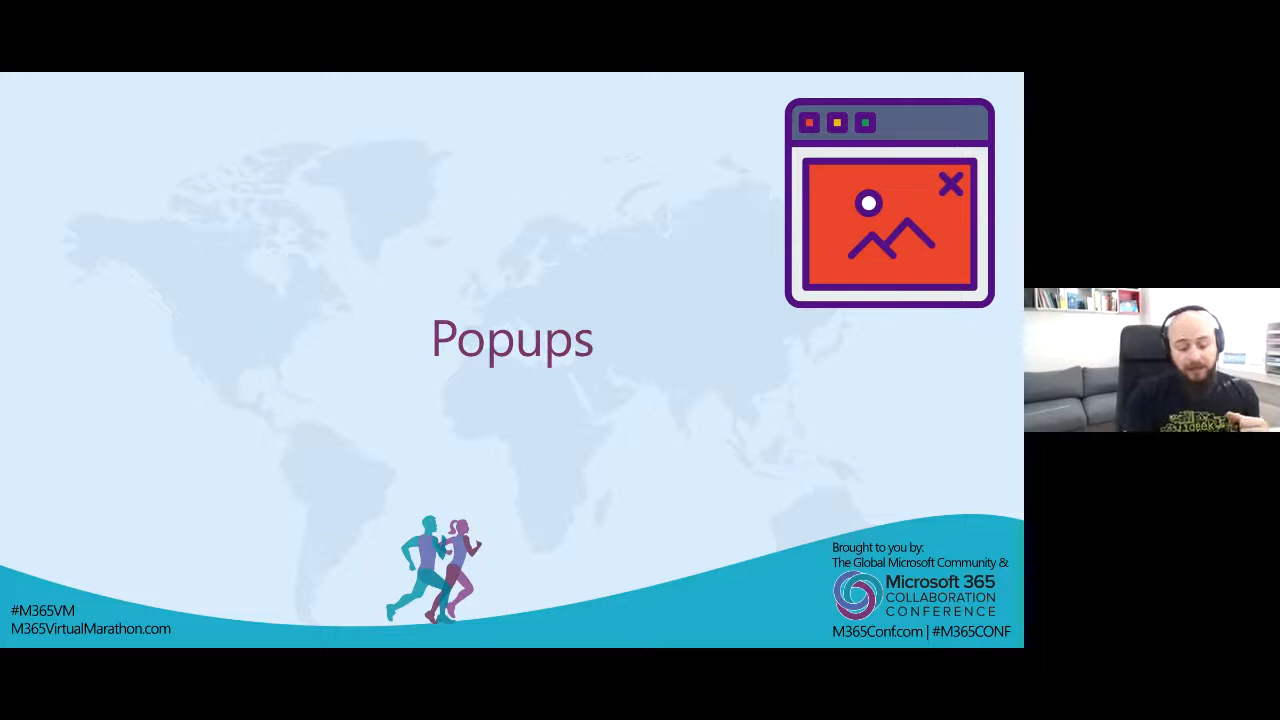 Popups
Brought to you by:
The Global Microsoft Community &
Microsoft 365
COLLABORATION
CONFERENCE
M365Conf.com | #M365CONF
#M365VM
M365VirtualMarathon.com